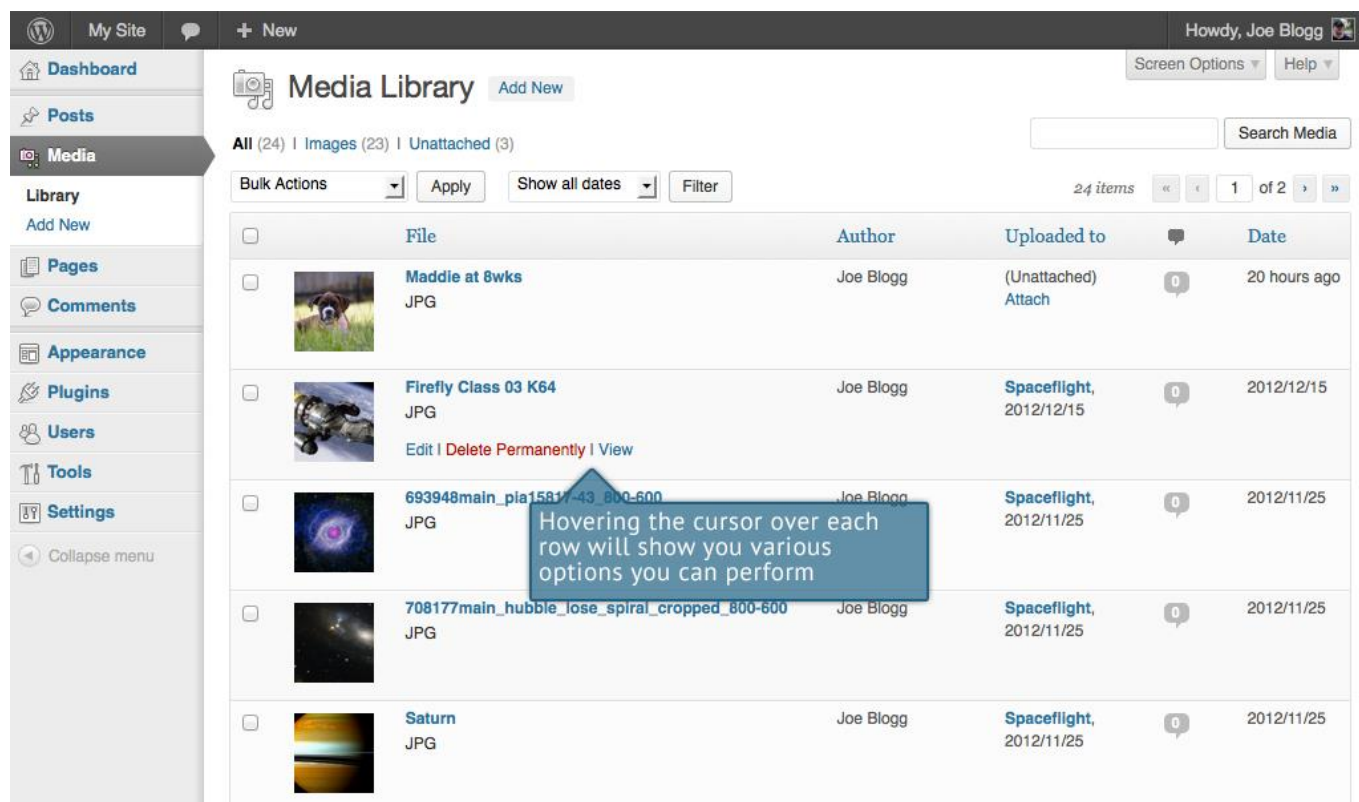 My Site + New Howdy, Joe Blogg
Dashboard
Posts
Media
Library
Add New
Pages
Comments
Appearance
Plugins
Users
Tools
Settings
Collapse menu
Screen Options Help
Media Library Add New
All (24) | Images (23) | Unattached (3) Search Media
Bulk Actions Apply Show all dates Filter 24 items « ‹ 1 of 2 › »
File Author Uploaded to Date
Maddie at 8wks Joe Blogg (Unattached) 0 20 hours ago
JPG Attach
Firefly Class 03 K64 Joe Blogg Spaceflight, 0 2012/12/15
JPG 2012/12/15
Edit | Delete Permanently | View
693948main_pia15817-43_800-600 Joe Blogg Spaceflight, 0 2012/11/25
JPG 2012/11/25
Hovering the cursor over each
row will show you various
options you can perform
708177main_hubble_lose_spiral_cropped_800-600 Joe Blogg Spaceflight, 0 2012/11/25
JPG 2012/11/25
Saturn Joe Blogg Spaceflight, 0 2012/11/25
JPG 2012/11/25